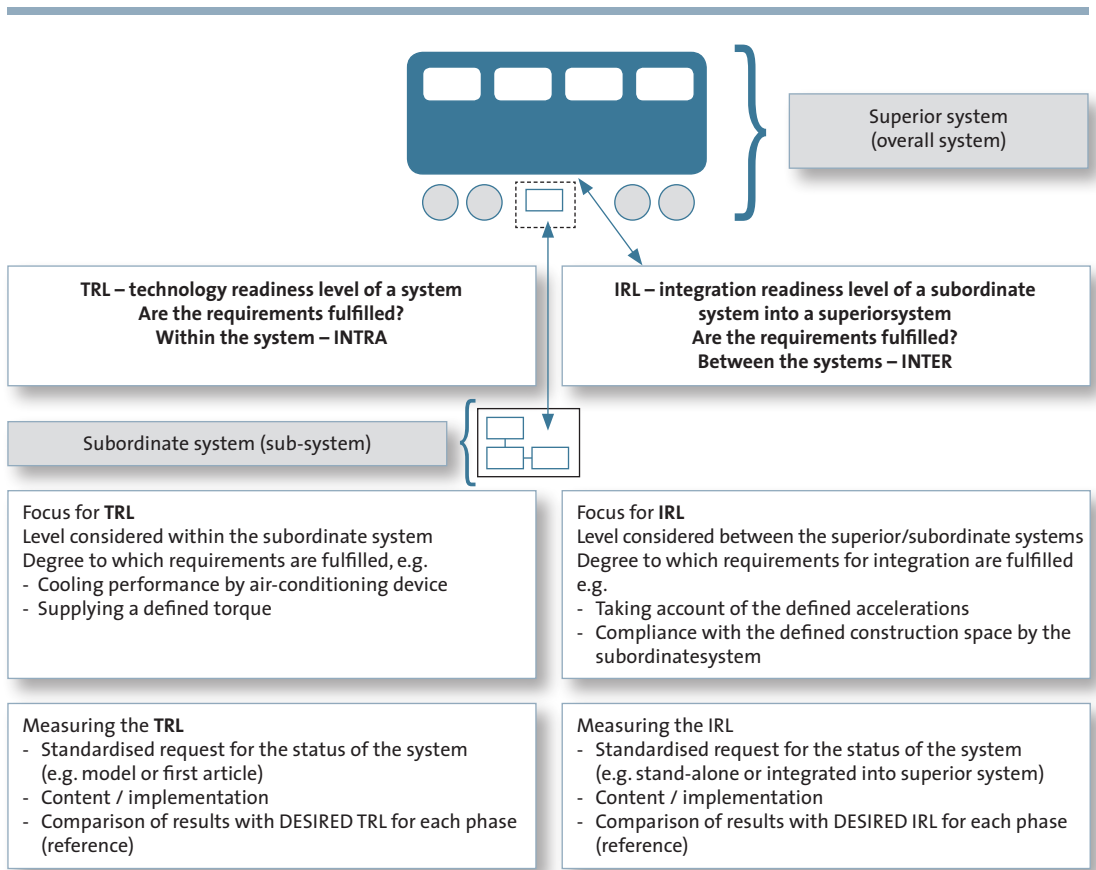 Superior system
(overall system)
TRL – technology readiness level of a system
Are the requirements fulfilled?
Within the system – INTRA
IRL – integration readiness level of a subordinate
system into a superiorsystem
Are the requirements fulfilled?
Between the systems – INTER
Subordinate system (sub-system)
Focus for TRL
Level considered within the subordinate system
Degree to which requirements are fulfilled, e.g.
- Cooling performance by air-conditioning device
- Supplying a defined torque
Focus for IRL
Level considered between the superior/subordinate systems
Degree to which requirements for integration are fulfilled
e.g.
- Taking account of the defined accelerations
- Compliance with the defined construction space by the
subordinatesystem
Measuring the TRL
- Standardised request for the status of the system
(e.g. model or first article)
- Content / implementation
- Comparison of results with DESIRED TRL for each phase
(reference)
Measuring the IRL
- Standardised request for the status of the system
(e.g. stand-alone or integrated into superior system)
- Content / implementation
- Comparison of results with DESIRED IRL for each phase
(reference)